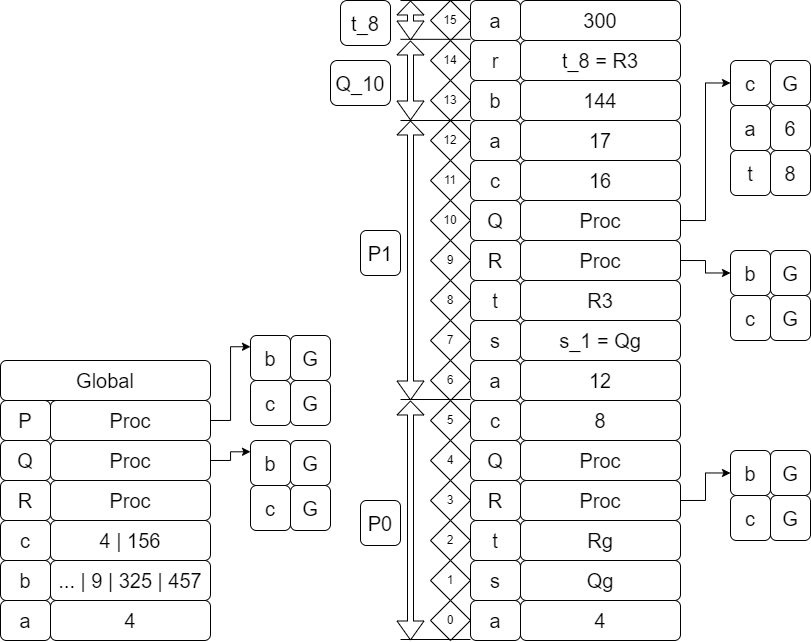 t_8
15 a 300
14 r t_8 = R3
Q_10
13 b 144
12 a 17
11 c 16
10 Q Proc
c G
a 6
t 8
P1
9 R Proc
b G
c G
8 t R3
7 s s_1 = Qg
6 a 12
5 c 8
4 Q Proc
P0
3 R Proc
b G
c G
2 t Rg
1 s Qg
0 a 4
Global
P Proc
b G
c G
Q Proc
b G
c G
R Proc
c 4 | 156
b ... | 9 | 325 | 457
a 4